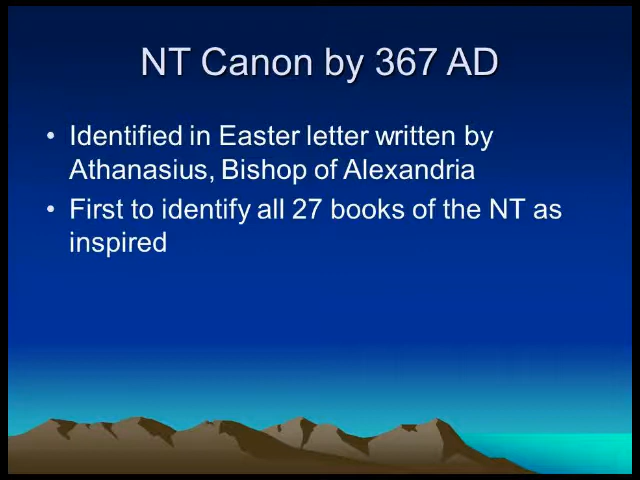 NT Canon by 367 AD
• Identified in Easter letter written by
Athanasius, Bishop of Alexandria
• First to identify all 27 books of the NT as
inspired